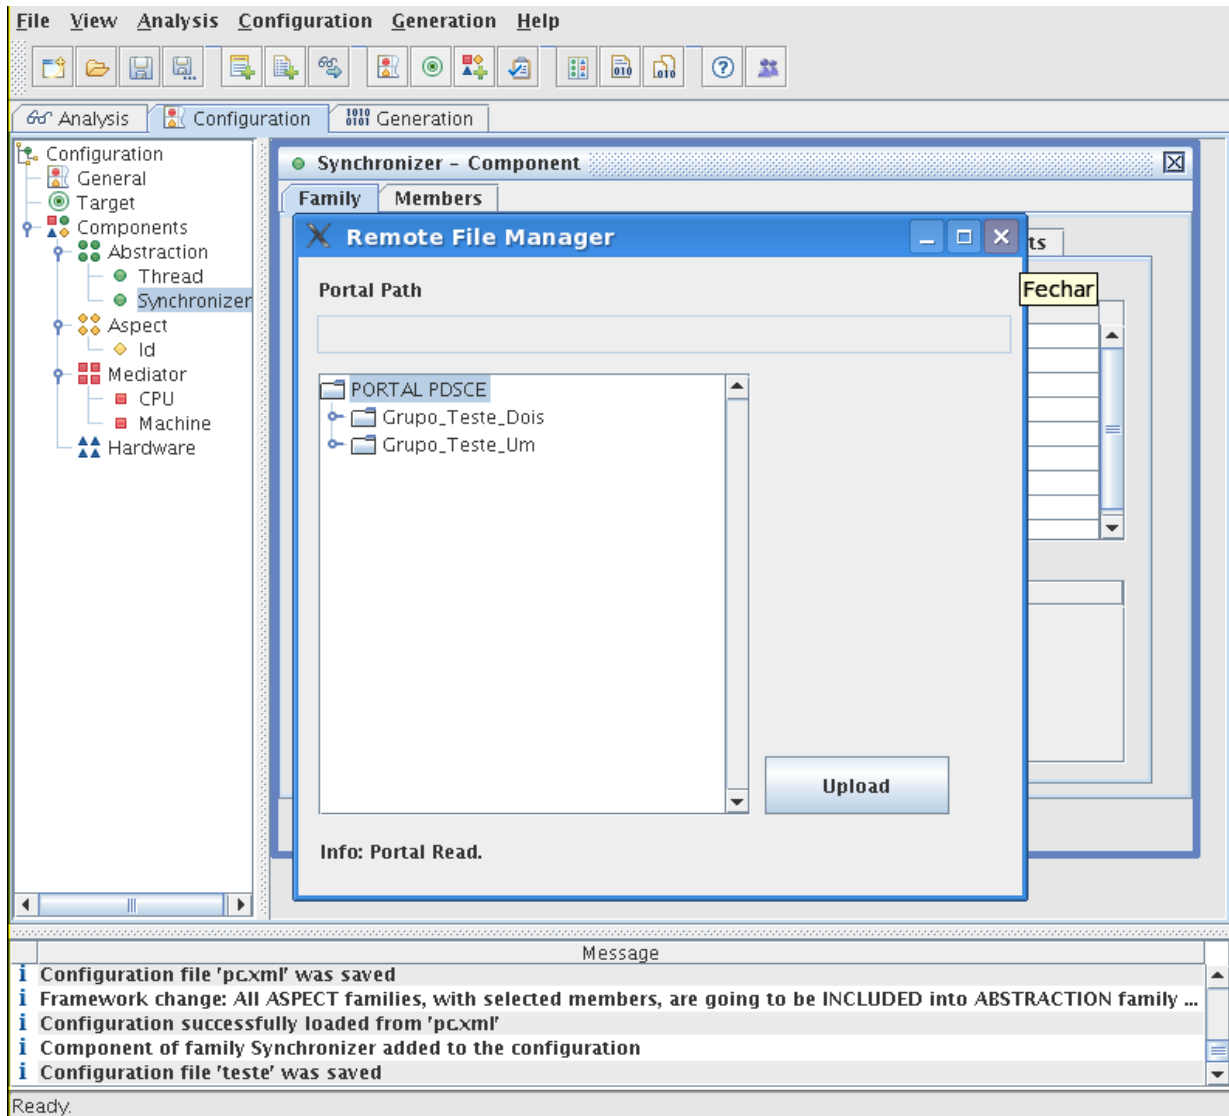 File View Analysis Configuration Generation Help
Analysis Configuration Generation
Configuration
General
Target
Components
Abstraction
Thread
Synchronizer
Aspect
Id
Mediator
CPU
Machine
Hardware
Synchronizer - Component
Family Members
ts
Remote File Manager
Fechar
Portal Path
PORTAL PDSCE
Grupo_Teste_Dois
Grupo_Teste_Um
Upload
Info: Portal Read.
Message
Configuration file 'pc.xml' was saved
Framework change: All ASPECT families, with selected members, are going to be INCLUDED into ABSTRACTION family ...
Configuration successfully loaded from 'pc.xml'
Component of family Synchronizer added to the configuration
Configuration file 'teste' was saved
Ready.